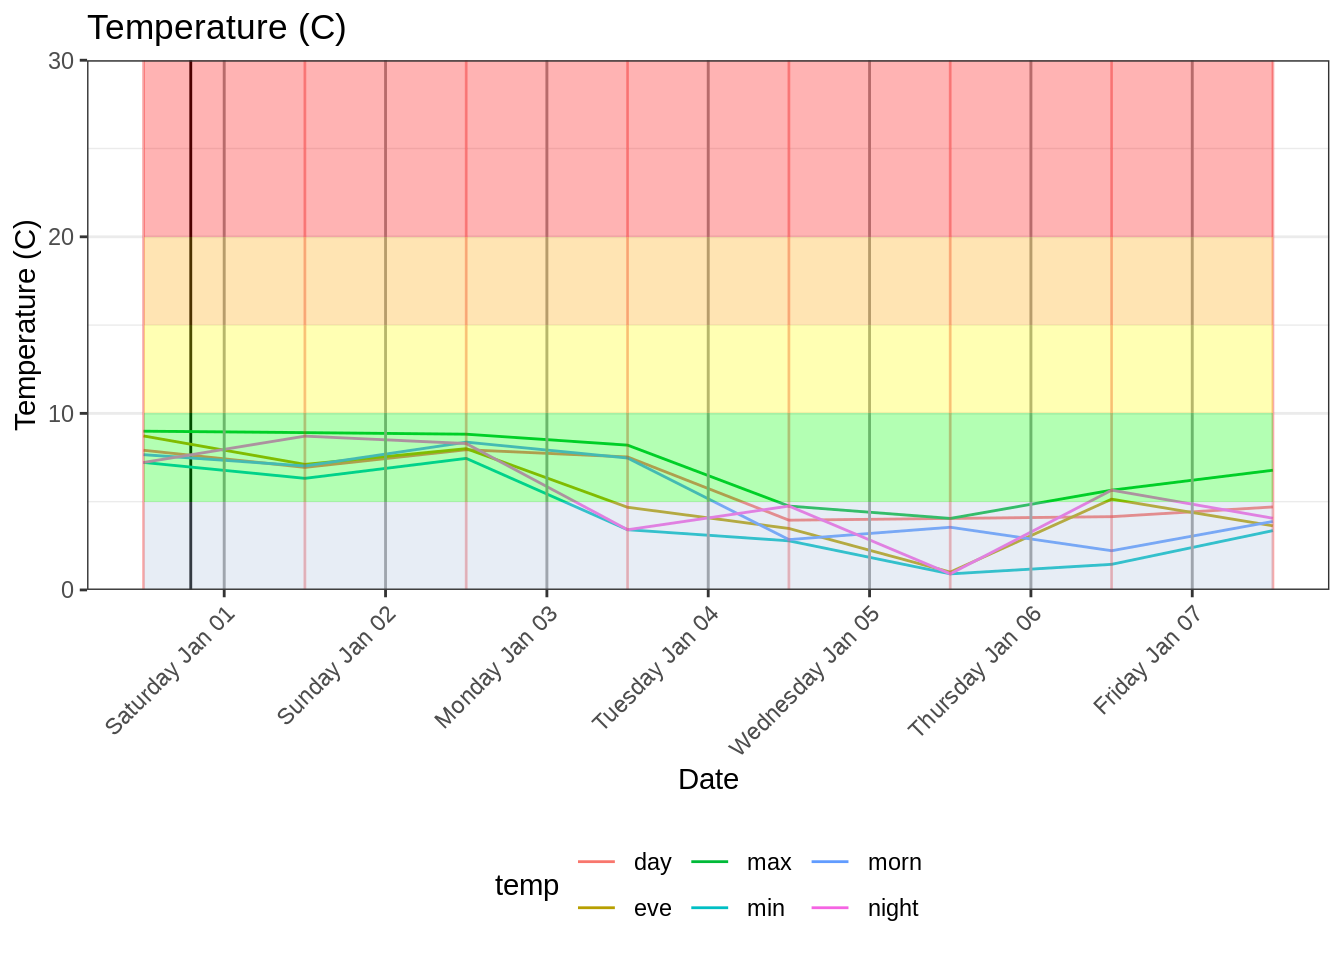 Temperature (C)
30
20
10
0
Temperature (C)
Saturday Jan 01
Sunday Jan 02
Monday Jan 03
Tuesday Jan 04
Wednesday Jan 05
Thursday Jan 06
Friday Jan 07
Date
temp
day
max
morn
eve
min
night